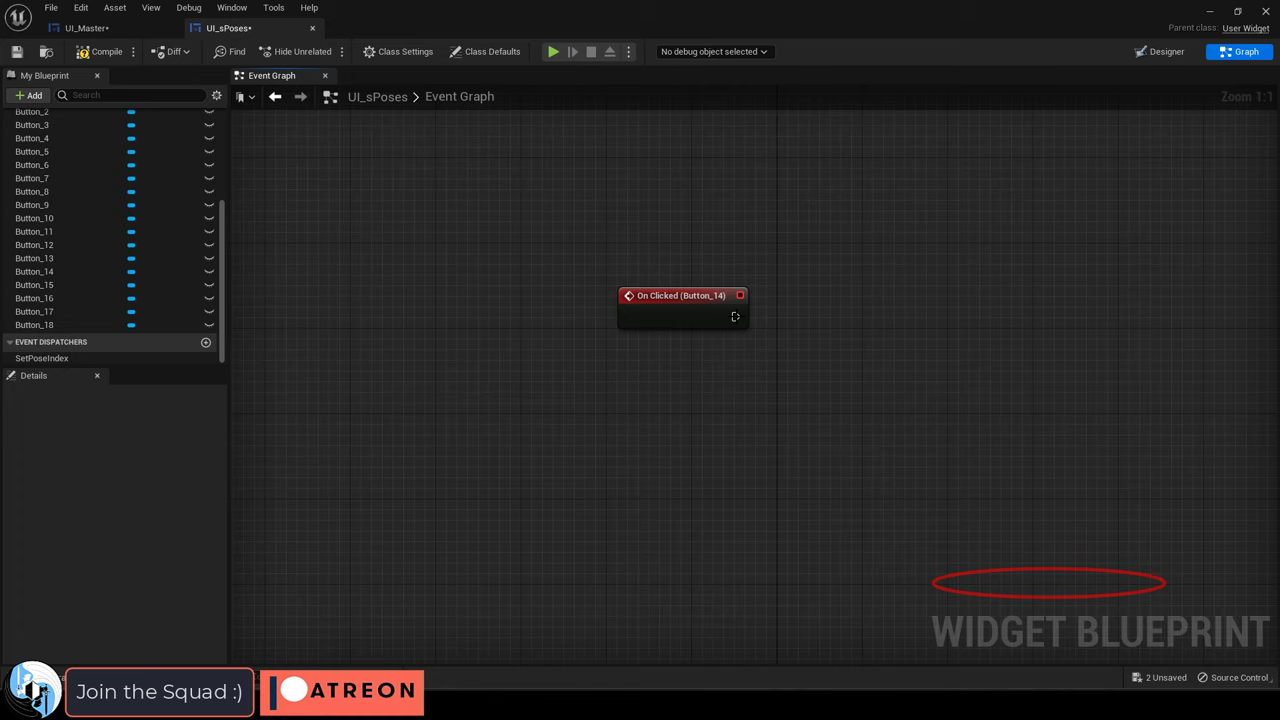 File Edit Asset View Debug Window Tools Help
UI_Master* UI_sPoses*
Parent class: User Widget
Compile Diff Find Hide Unrelated Class Settings Class Defaults No debug object selected Designer Graph
My Blueprint Event Graph
Add Search
UI_sPoses > Event Graph Zoom 1:1
Button_2
Button_3
Button_4
Button_5
Button_6
Button_7
Button_8
Button_9
Button_10
Button_11
Button_12
Button_13
Button_14
Button_15
Button_16
Button_17
Button_18
EVENT DISPATCHERS
SetPoseIndex
Details
On Clicked (Button_14)
WIDGET BLUEPRINT
2 Unsaved Source Control
Join the Squad :)
PATREON